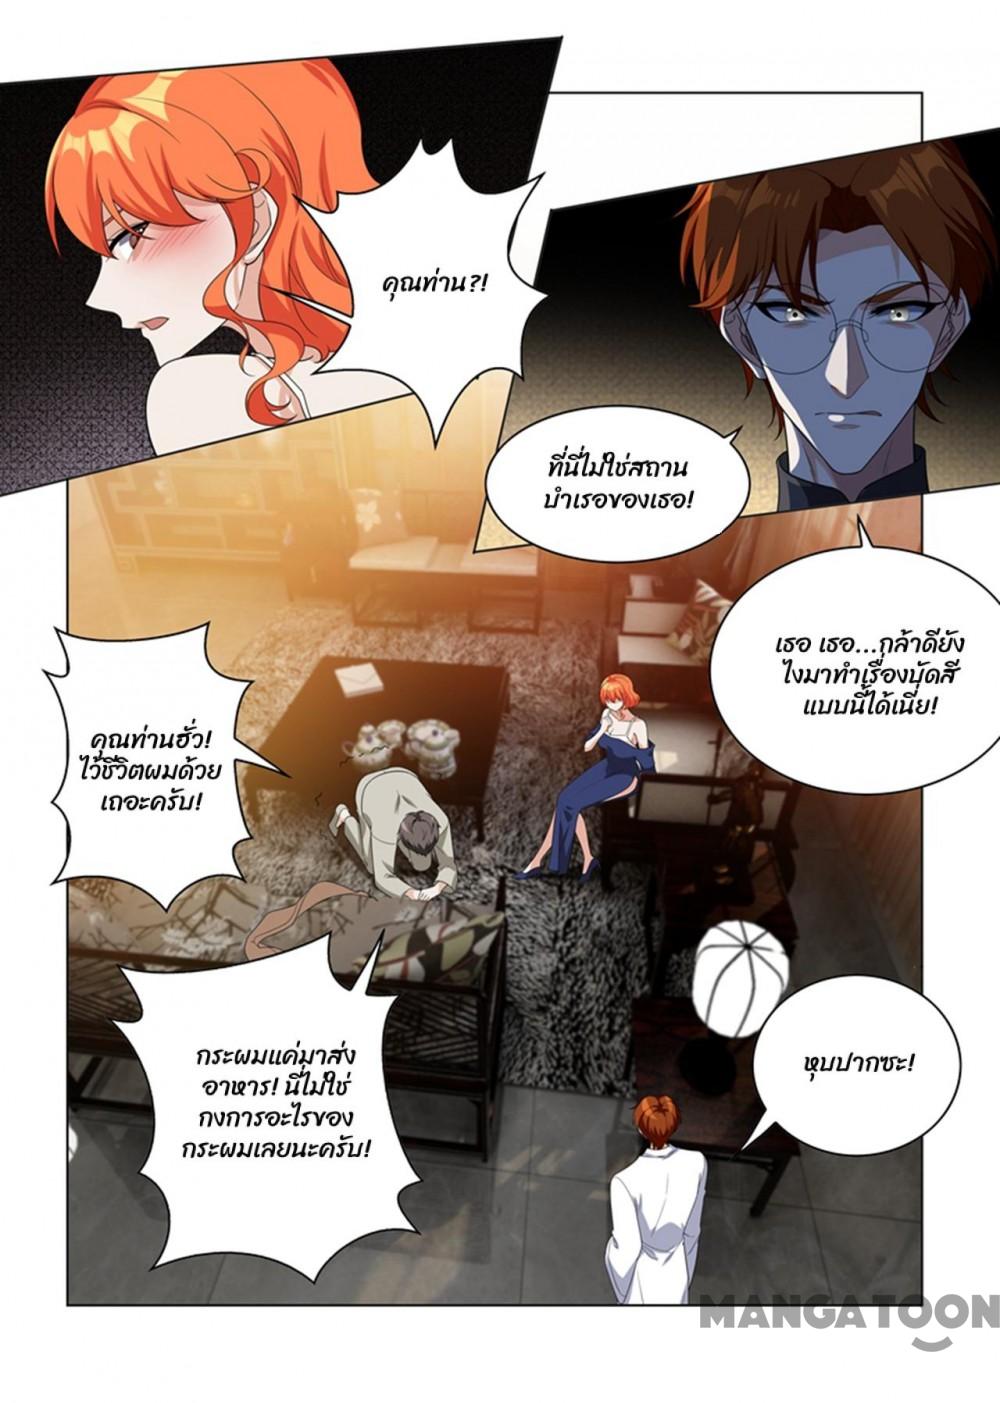 คุณท่าน?!
ที่นี่ไม่ใช่สถาน
บำเรอของเธอ!
เธอ เธอ...กล้าดียัง
ไงมาทำเรื่องบัดสี
แบบนี้ได้เนี่ย!
คุณท่านฮั่ว!
ไว้ชีวิตผมด้วย
เถอะครับ!
กระผมแค่มาส่ง
อาหาร! นี่ไม่ใช่
กงการอะไรของ
กระผมเลยนะครับ!
หุบปากซะ!
MANGATOON